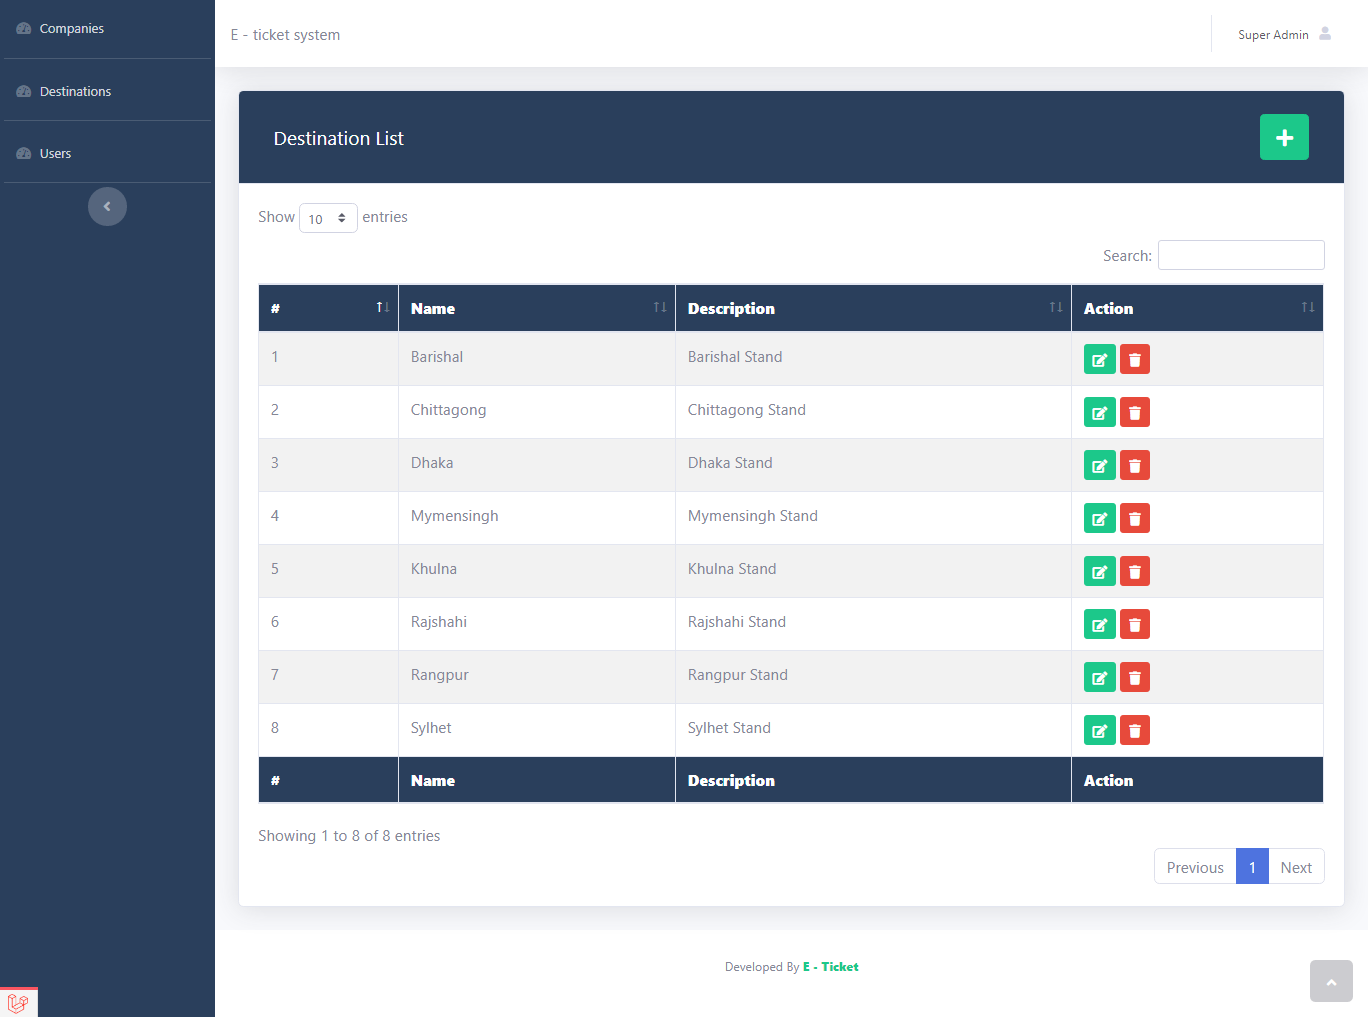 Companies
Destinations
Users
E - ticket system
Super Admin
Destination List
Show 10 entries
Search:
# Name Description Action
1 Barishal Barishal Stand
2 Chittagong Chittagong Stand
3 Dhaka Dhaka Stand
4 Mymensingh Mymensingh Stand
5 Khulna Khulna Stand
6 Rajshahi Rajshahi Stand
7 Rangpur Rangpur Stand
8 Sylhet Sylhet Stand
# Name Description Action
Showing 1 to 8 of 8 entries
Previous 1 Next
Developed By E - Ticket